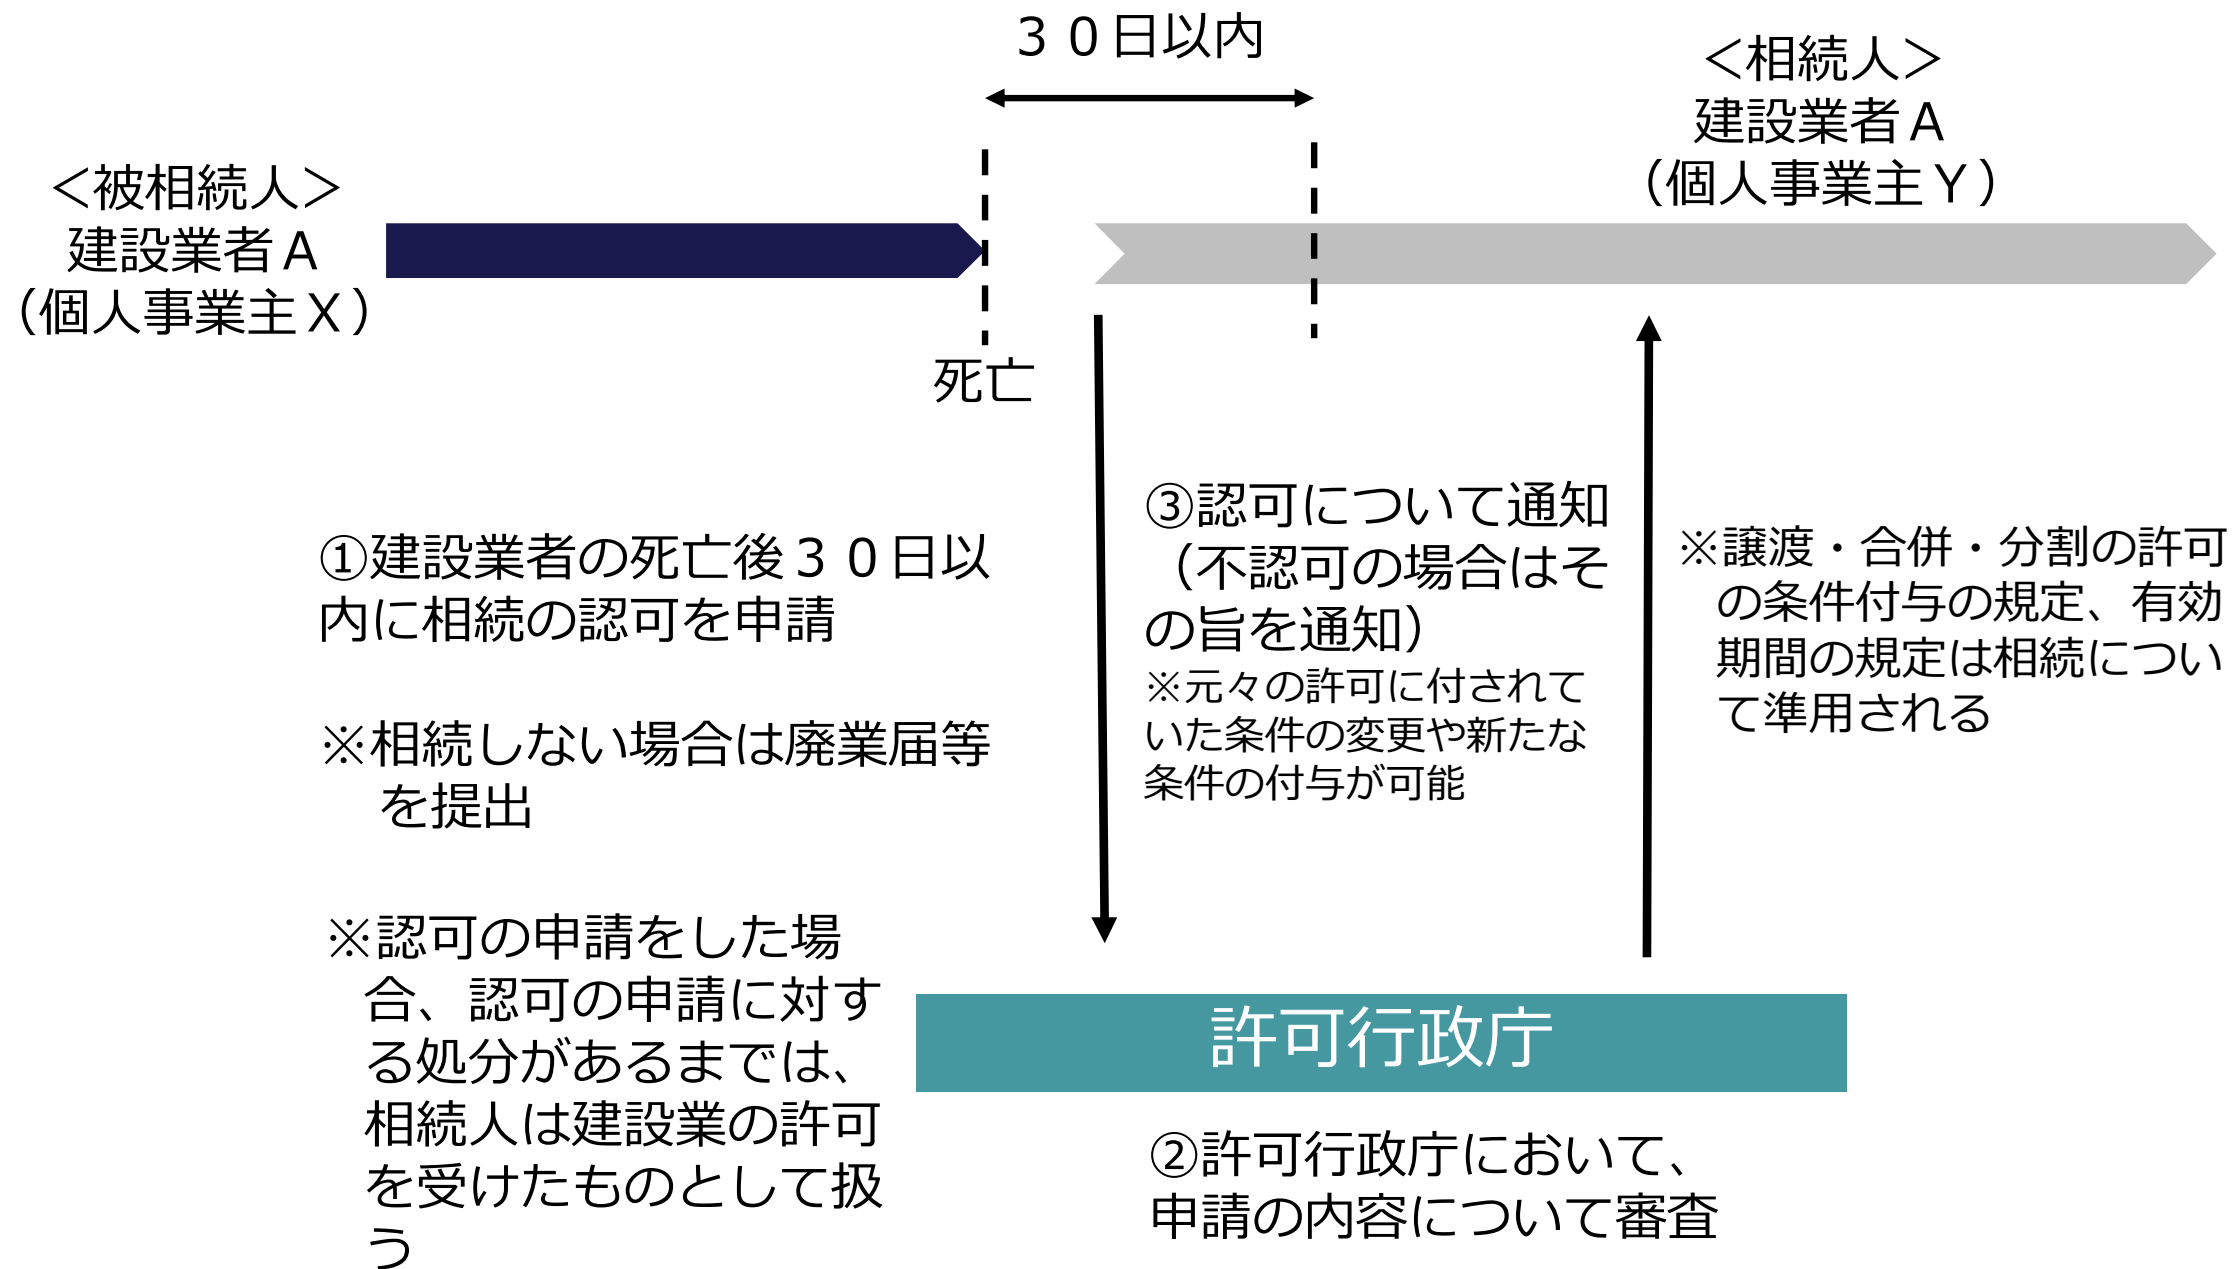 ３０日以内
＜相続人＞
建設業者Ａ
（個人事業主Ｙ）
＜被相続人＞
建設業者Ａ
（個人事業主Ｘ）
死亡
①建設業者の死亡後３０日以
内に相続の認可を申請
※相続しない場合は廃業届等
を提出
※認可の申請をした場
合、認可の申請に対す
る処分があるまでは、
相続人は建設業の許可
を受けたものとして扱
う
③認可について通知
（不認可の場合はそ
の旨を通知）
※元々の許可に付されて
いた条件の変更や新たな
条件の付与が可能
※譲渡・合併・分割の許可
の条件付与の規定、有効
期間の規定は相続につい
て準用される
許可行政庁
②許可行政庁において、
申請の内容について審査